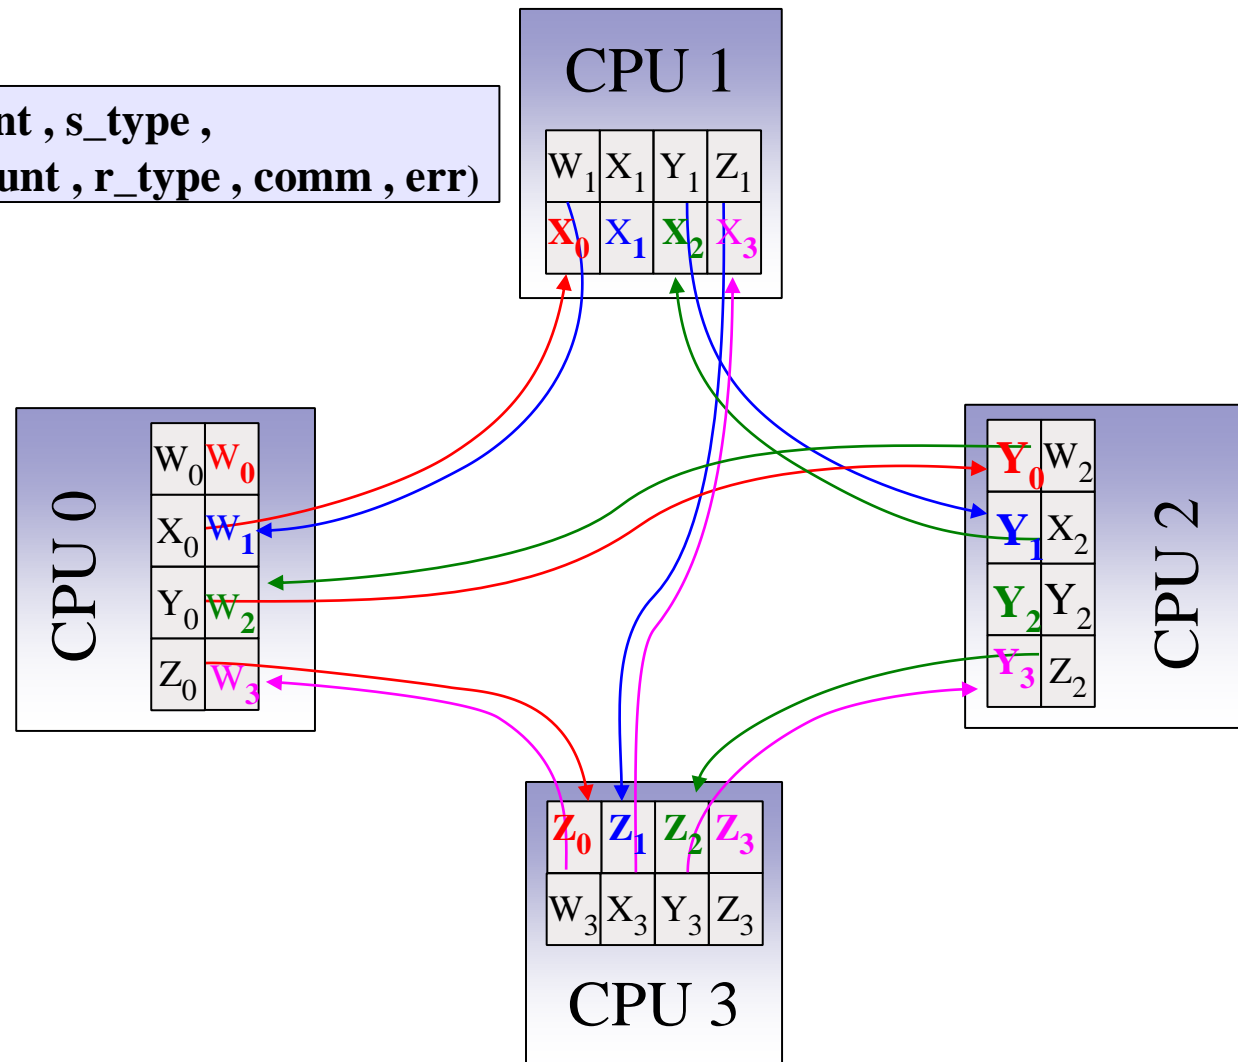 CPU 1
nt , s_type ,
unt , r_type , comm , err)
W1 X1 Y1 Z1
X0 X1 X2 X3
CPU 0
W0 W0
X0 W1
Y0 W2
Z0 W3
Y0 W2
Y1 X2
Y2 Y2
Y3 Z2
CPU 2
Z0 Z1 Z2 Z3
W3 X3 Y3 Z3
CPU 3